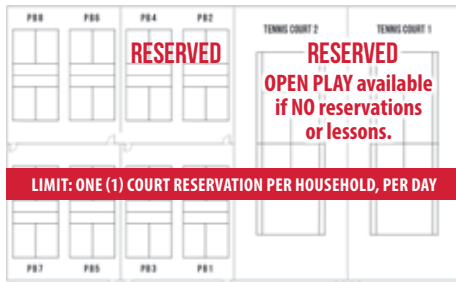 PB8 PB6 PB4 PB2
TENNIS COURT 2 TENNIS COURT 1
RESERVED RESERVED
OPEN PLAY available
if NO reservations
or lessons.
LIMIT: ONE (1) COURT RESERVATION PER HOUSEHOLD, PER DAY
PB7 PB5 PB3 PB1